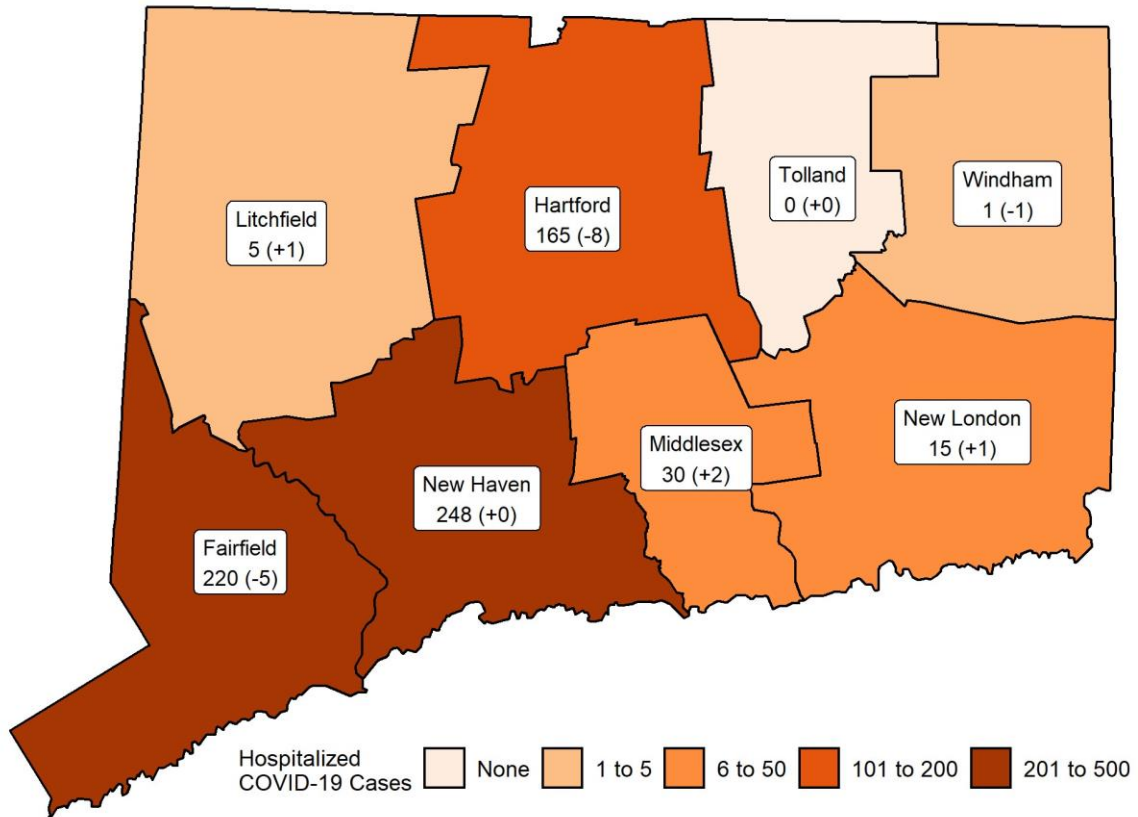 Tolland
0 (+0)
Windham
1 (-1)
Litchfield
5 (+1)
Hartford
165 (-8)
New London
15 (+1)
Middlesex
30 (+2)
New Haven
248 (+0)
Fairfield
220 (-5)
Hospitalized
COVID-19 Cases
None
1 to 5
6 to 50
101 to 200
201 to 500